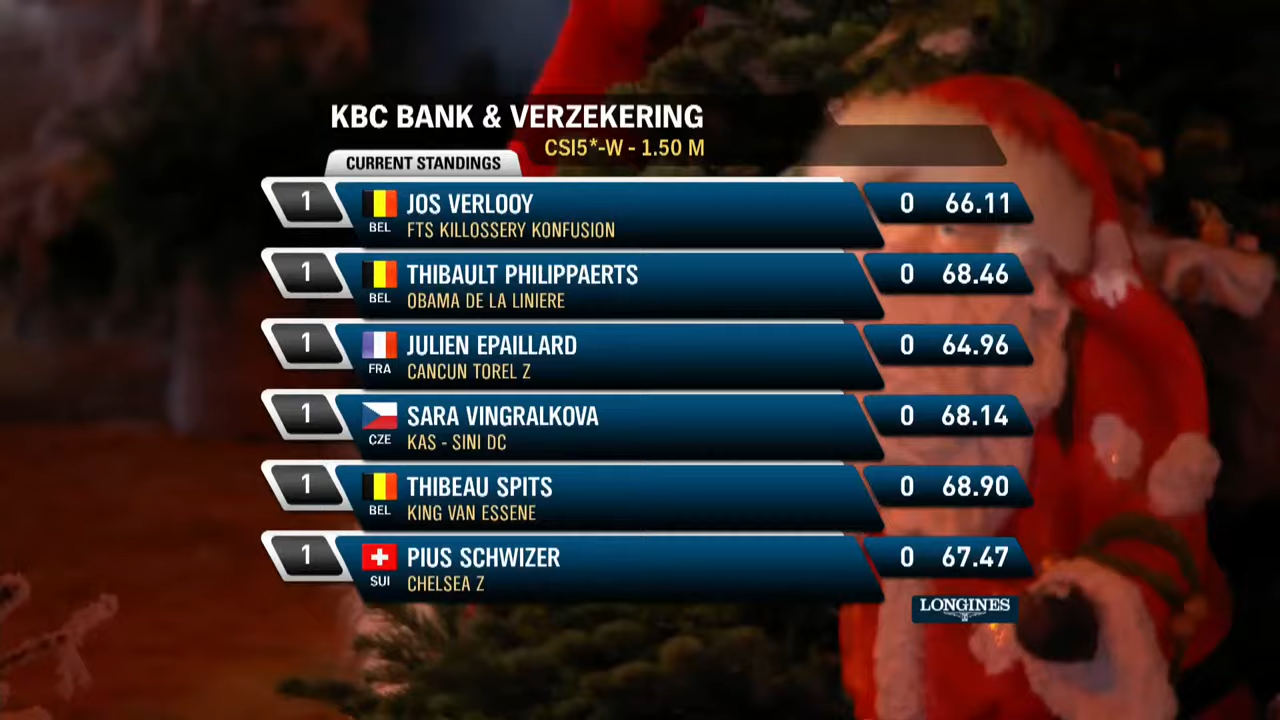 KBC BANK & VERZEKERING
CSI5*-W - 1.50 M
CURRENT STANDINGS
1 JOS VERLOOY 0 66.11
BEL FTS KILLOSSERY KONFUSION
1 THIBAULT PHILIPPAERTS 0 68.46
BEL OBAMA DE LA LINIERE
1 JULIEN EPAILLARD 0 64.96
FRA CANCUN TOREL Z
1 SARA VINGRALKOVA 0 68.14
CZE KAS - SINI DC
1 THIBEAU SPITS 0 68.90
BEL KING VAN ESSENE
1 PIUS SCHWIZER 0 67.47
SUI CHELSEA Z
LONGINES